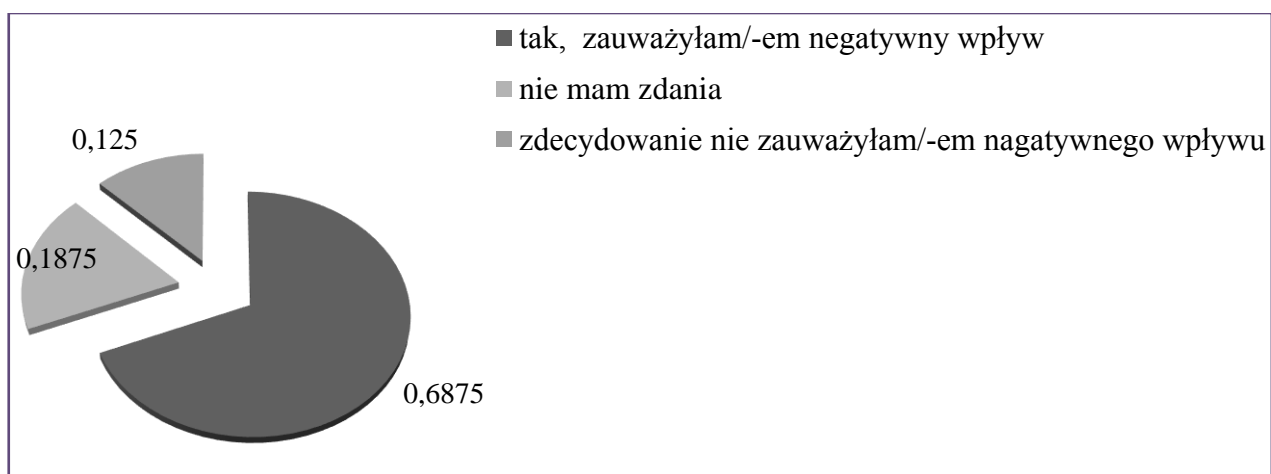 tak, zauważyłam/-em negatywny wpływ
nie mam zdania
zdecydowanie nie zauważyłam/-em nagatywnego wpływu
0,125
0,1875
0,6875